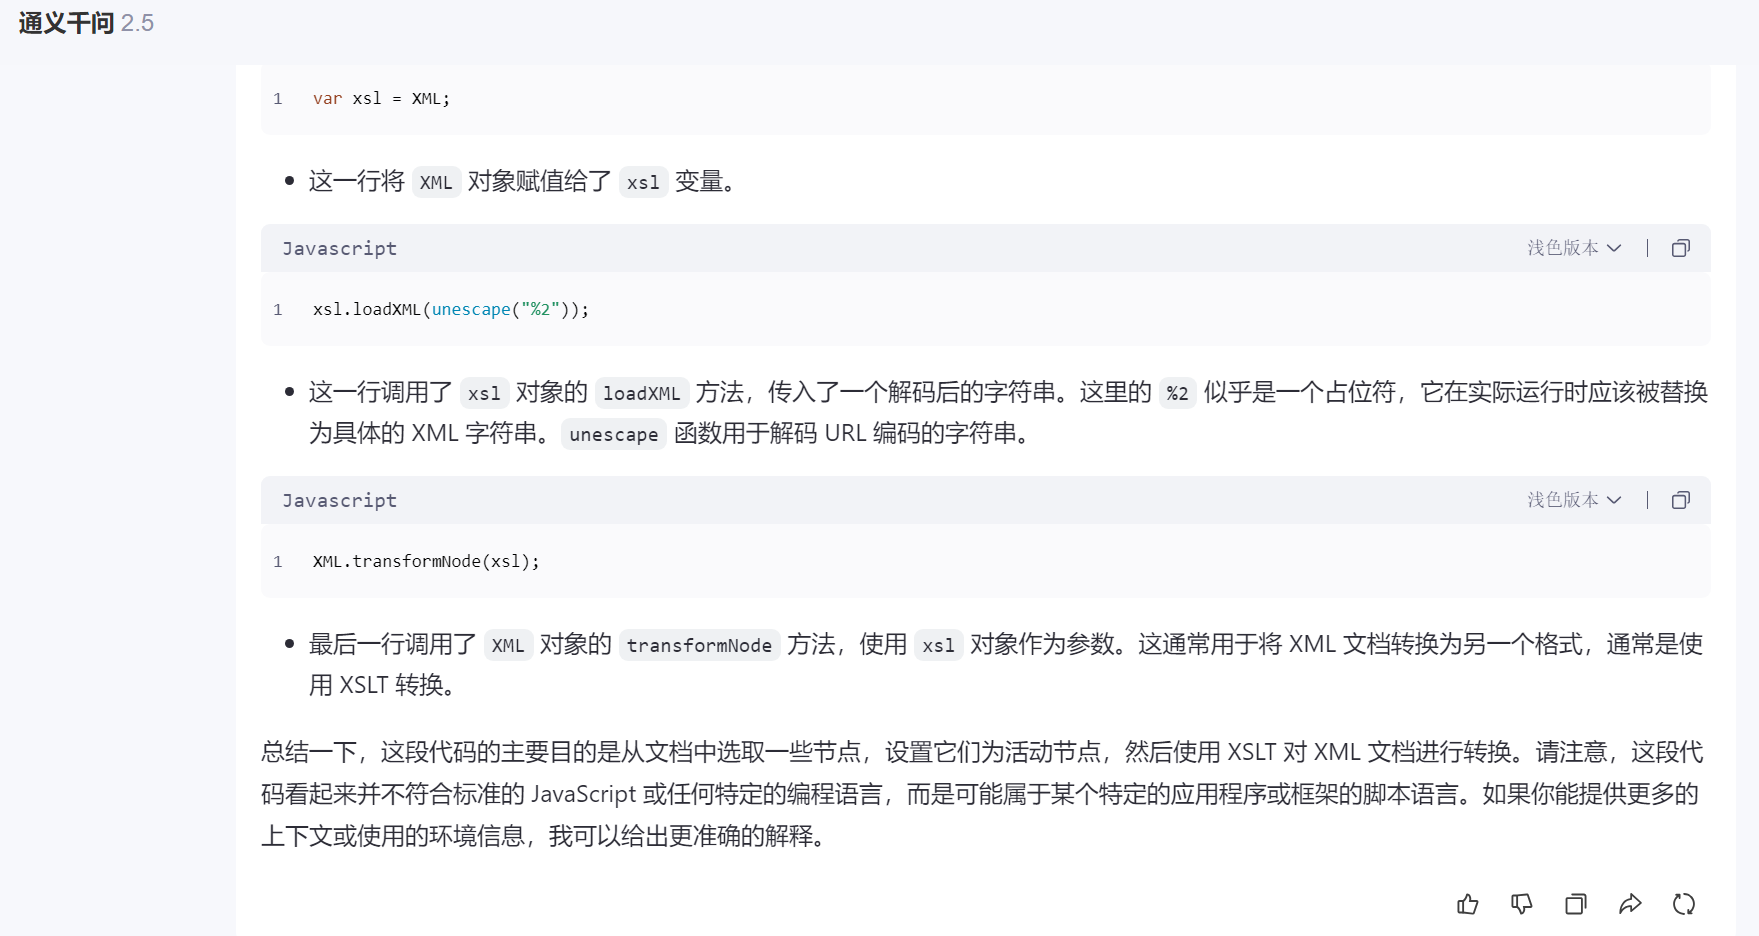 通义千问 2.5
1 var xsl = XML;
• 这一行将 XML 对象赋值给了 xsl 变量。
Javascript 浅色版本
1 xsl.loadXML(unescape("%2"));
• 这一行调用了 xsl 对象的 loadXML 方法，传入了一个解码后的字符串。这里的 %2 似乎是一个占位符，它在实际运行时应该被替换
为具体的 XML 字符串。 unescape 函数用于解码 URL 编码的字符串。
Javascript 浅色版本
1 XML.transformNode(xsl);
• 最后一行调用了 XML 对象的 transformNode 方法，使用 xsl 对象作为参数。这通常用于将 XML 文档转换为另一个格式，通常是使
用 XSLT 转换。
总结一下，这段代码的主要目的是从文档中选取一些节点，设置它们为活动节点，然后使用 XSLT 对 XML 文档进行转换。请注意，这段代
码看起来并不符合标准的 JavaScript 或任何特定的编程语言，而是可能属于某个特定的应用程序或框架的脚本语言。如果你能提供更多的
上下文或使用的环境信息，我可以给出更准确的解释。